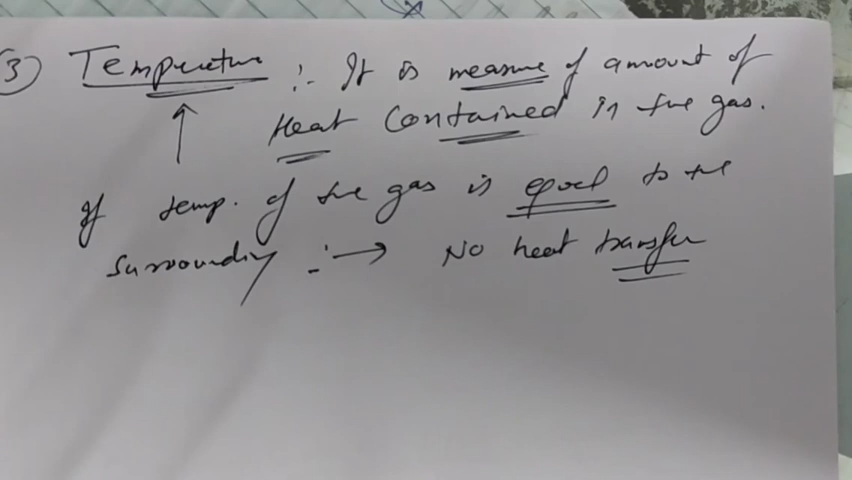 (3) Temperature :- It is measure of amount of
Heat Contained in the gas.
If temp. of the gas is equal to the
surrounding :→ No heat transfer